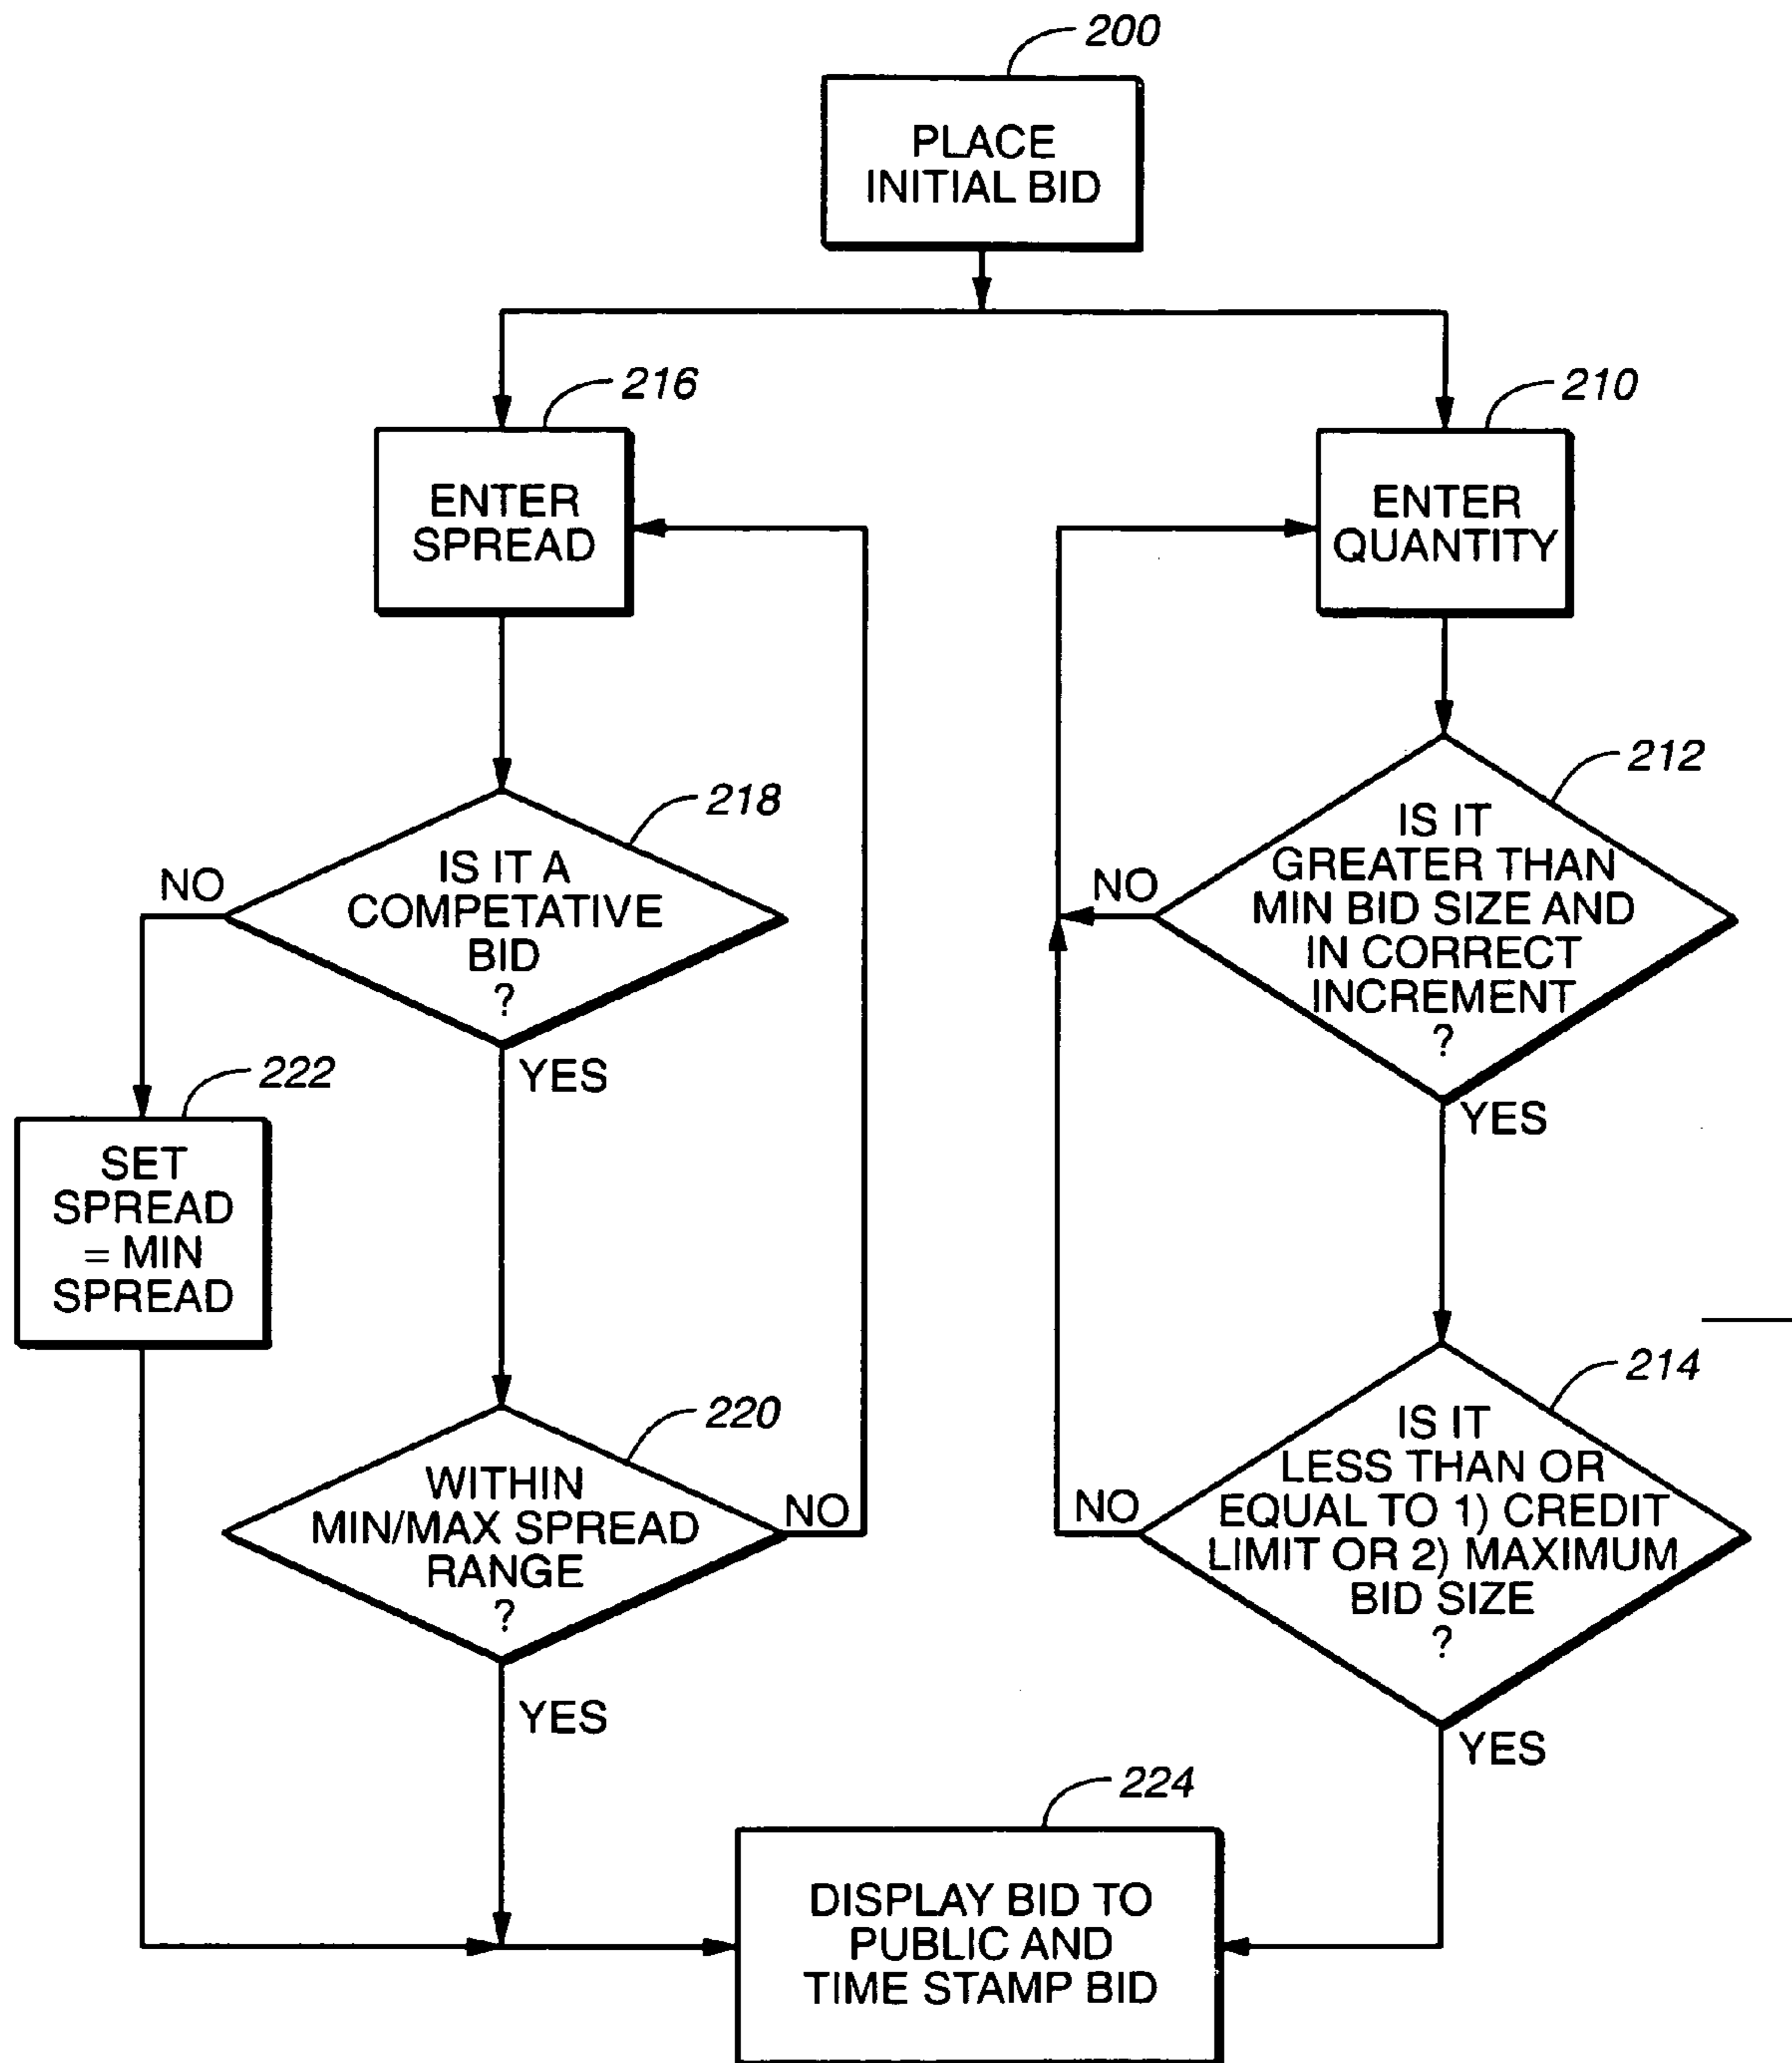 200
PLACE
INITIAL BID
216
ENTER
SPREAD
210
ENTER
QUANTITY
218
IS IT A
COMPETATIVE
BID
?
NO
YES
212
IS IT
GREATER THAN
MIN BID SIZE AND
IN CORRECT
INCREMENT
?
NO
YES
222
SET
SPREAD
= MIN
SPREAD
220
WITHIN
MIN/MAX SPREAD
RANGE
?
NO
YES
214
IS IT
LESS THAN OR
EQUAL TO 1) CREDIT
LIMIT OR 2) MAXIMUM
BID SIZE
?
NO
YES
224
DISPLAY BID TO
PUBLIC AND
TIME STAMP BID